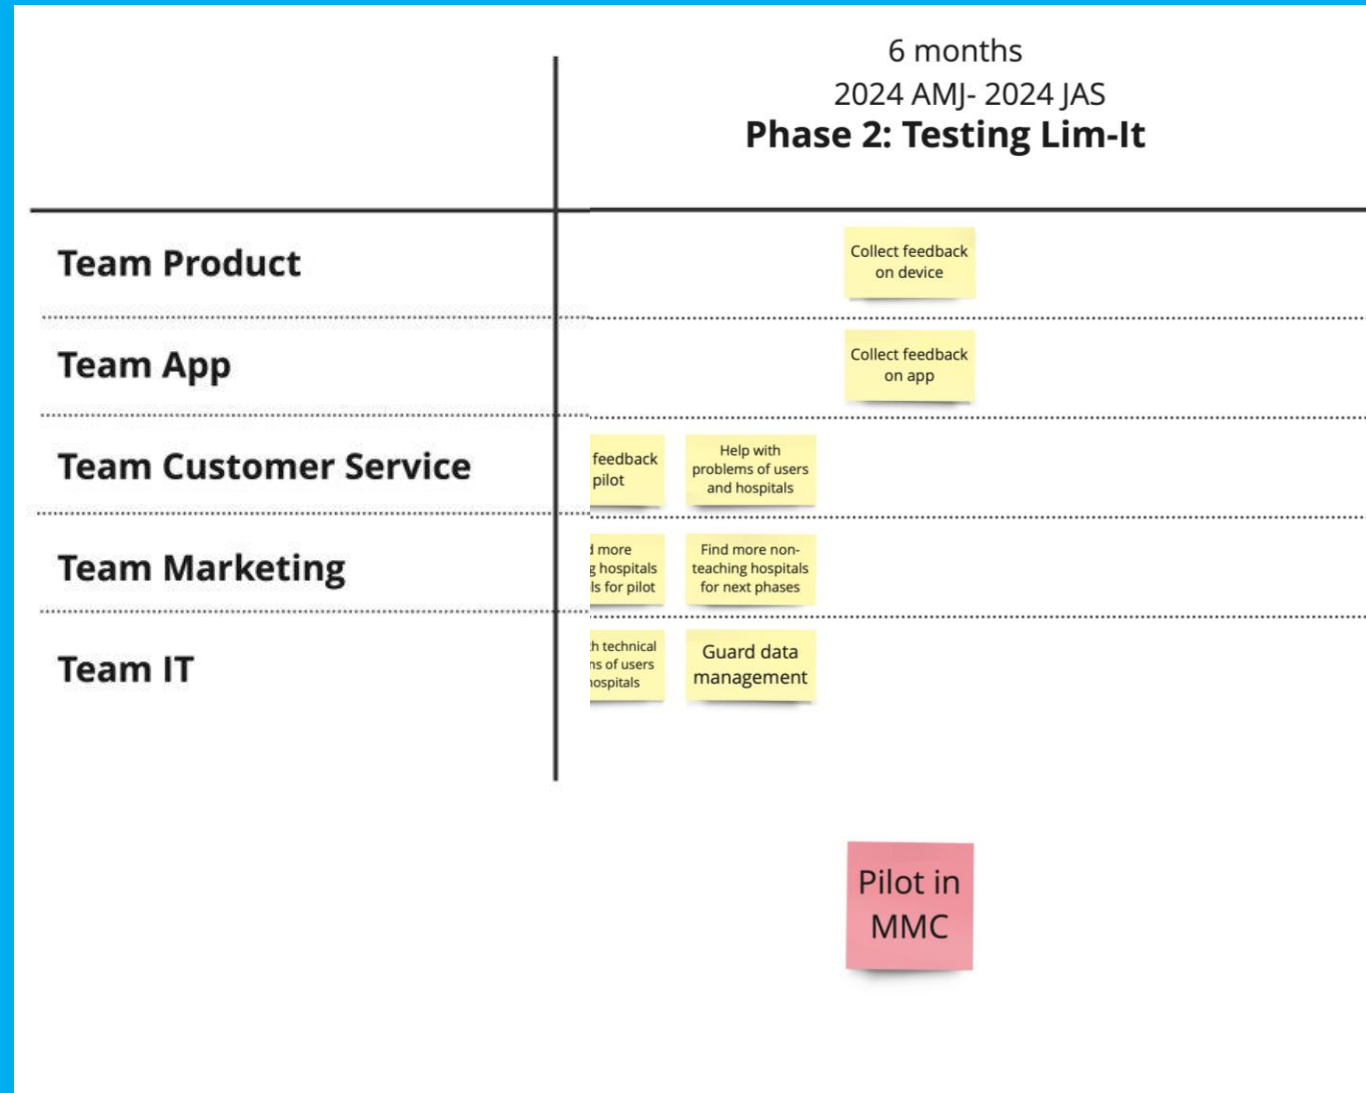 6 months
2024 AMJ- 2024 JAS
Phase 2: Testing Lim-It
Team Product
Collect feedback
on device
Team App
Collect feedback
on app
Team Customer Service
feedback
pilot
Help with
problems of users
and hospitals
Team Marketing
more
hospitals
for pilot
Find more non-
teaching hospitals
for next phases
Team IT
technical
of users
Guard data
management
Pilot in
MMC